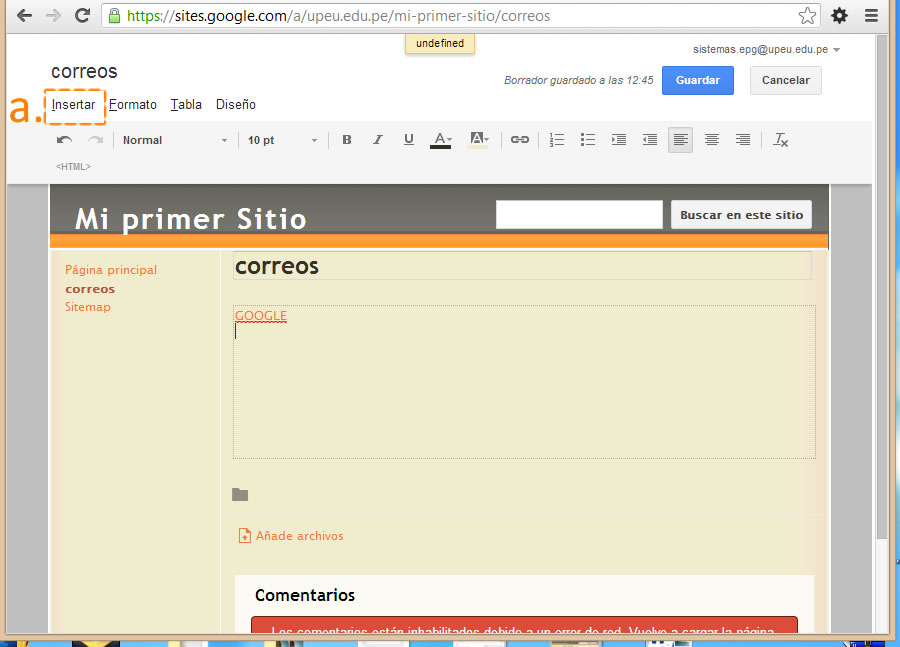 https://sites.google.com/a/upeu.edu.pe/mi-primer-sitio/correos
undefined
sistemas.epg@upeu.edu.pe
correos
Borrador guardado a las 12:45 Guardar Cancelar
a. Insertar Formato Tabla Diseño
Normal 10 pt B I U A A
<HTML>
Mi primer Sitio Buscar en este sitio
Página principal
correos
Sitemap
correos
GOOGLE
Añade archivos
Comentarios
Los comentarios están inhabilitados debido a un error de red. Vuelve a cargar la página